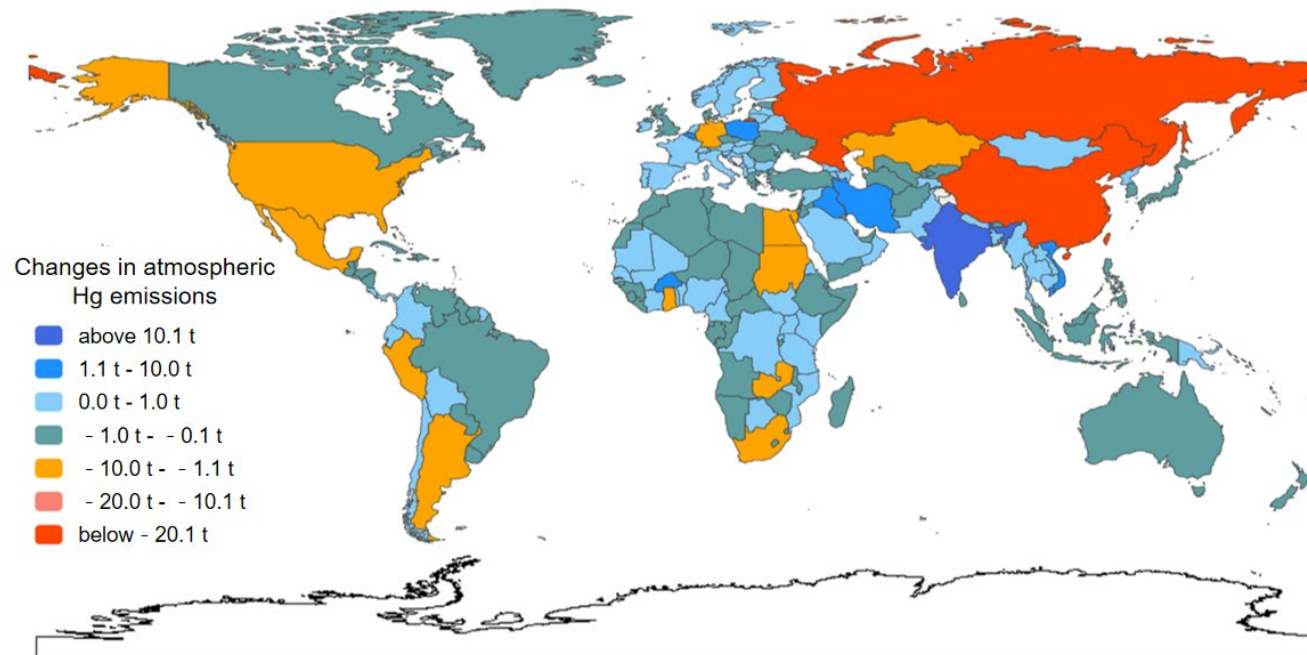 Changes in atmospheric
Hg emissions
above 10.1 t
1.1 t - 10.0 t
0.0 t - 1.0 t
- 1.0 t - - 0.1 t
- 10.0 t - - 1.1 t
- 20.0 t - - 10.1 t
below - 20.1 t